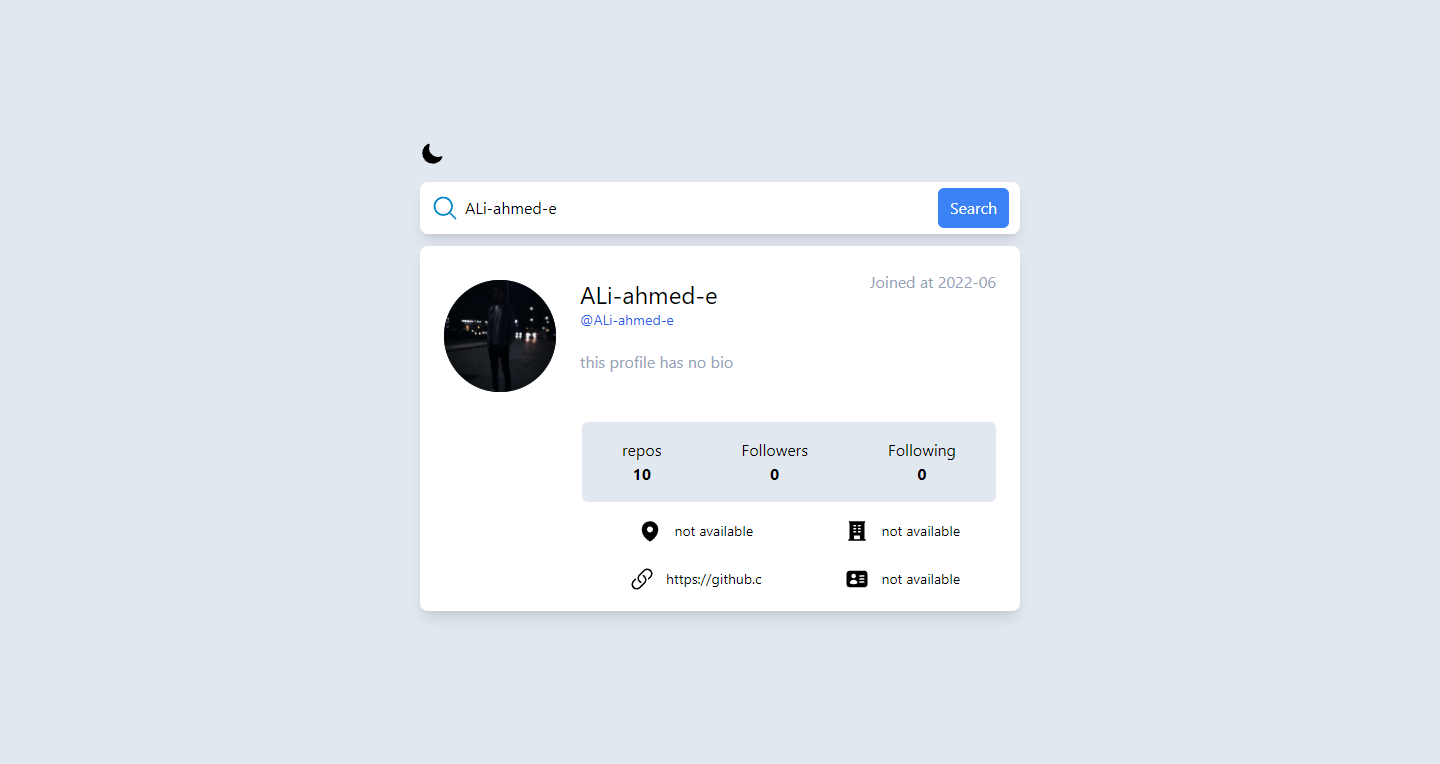 ALi-ahmed-e
Search
ALi-ahmed-e
Joined at 2022-06
@ALi-ahmed-e
this profile has no bio
repos Followers Following
10 0 0
not available not available
https://github.c not available